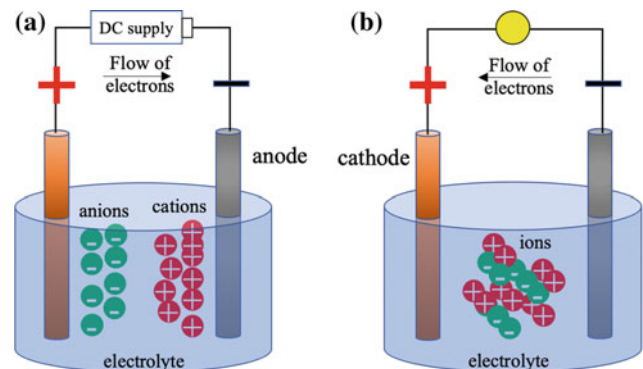 (a)
DC supply
Flow of
electrons
anode
anions
cations
electrolyte
(b)
Flow of
electrons
cathode
ions
electrolyte